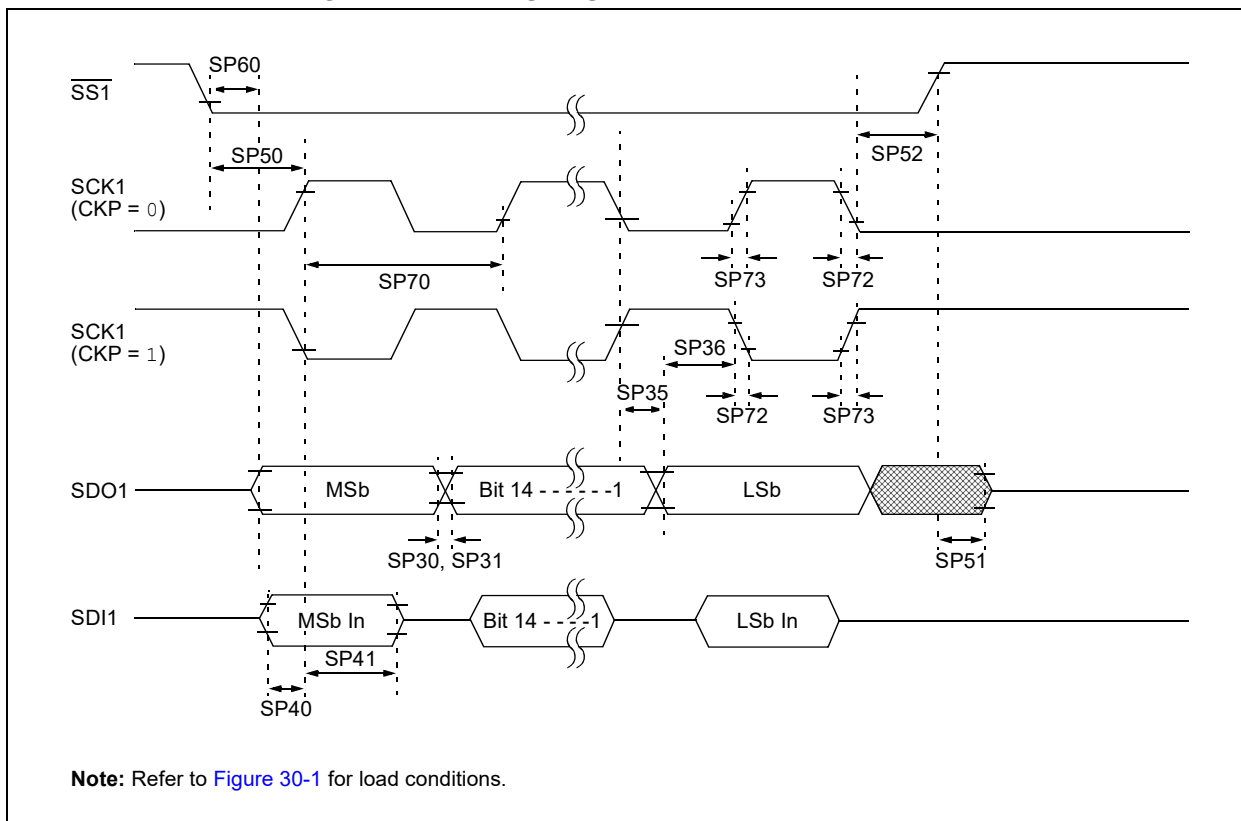 SP60
SS1
SP50
SP52
SCK1
(CKP = 0)
SP70
SP73
SP72
SCK1
(CKP = 1)
SP36
SP35
SP72
SP73
SDO1
MSb
Bit 14 - - - - - -1
LSb
SP30, SP31
SP51
SDI1
MSb In
Bit 14 - - - -1
LSb In
SP41
SP40
Note: Refer to Figure 30-1 for load conditions.